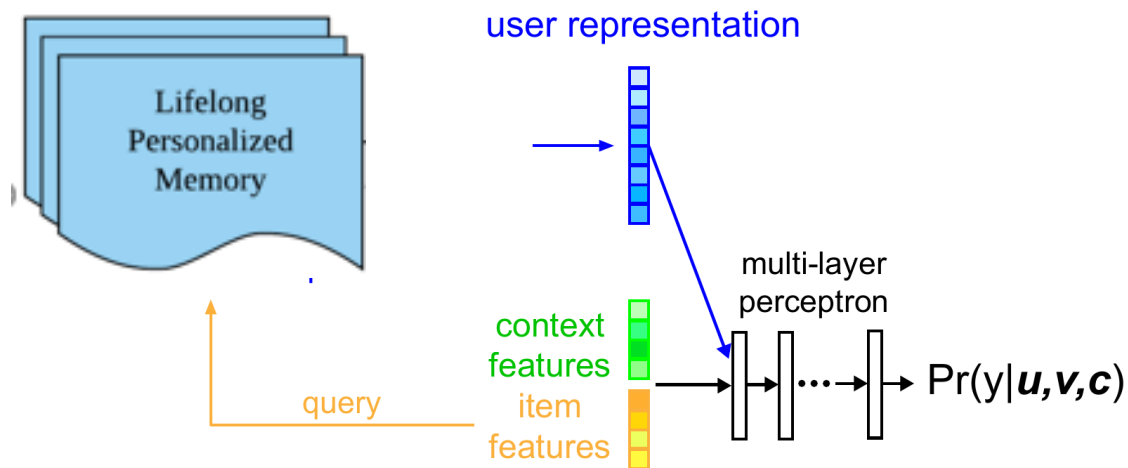 user representation
Lifelong
Personalized
Memory
multi-layer
perceptron
context
features
query
item
features
Pr(y|u,v,c)